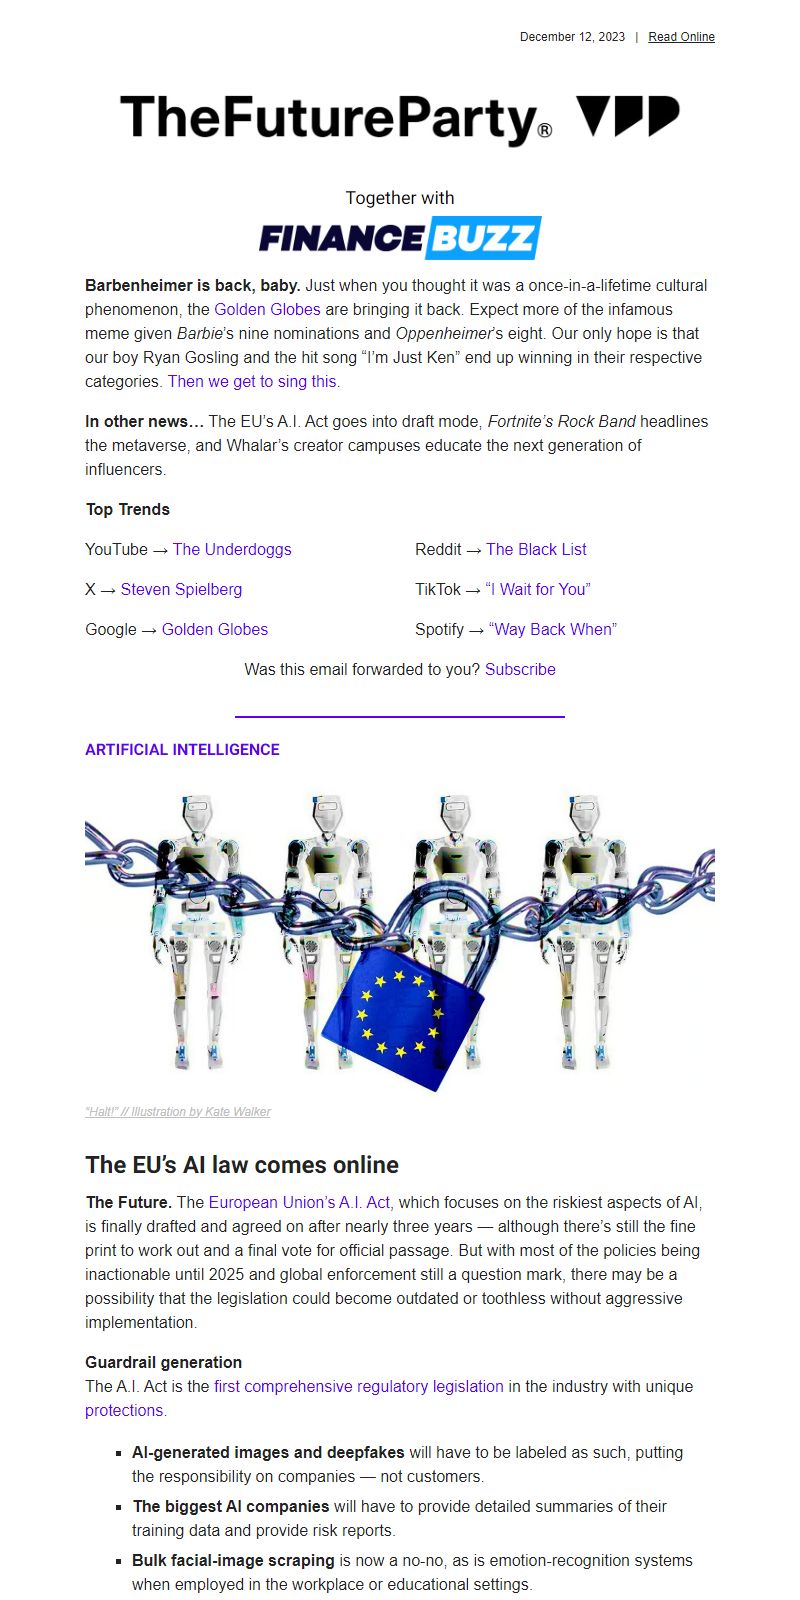 December 12, 2023 | Read Online
TheFutureParty®
Together with
FINANCEBUZZ
Barbenheimer is back, baby. Just when you thought it was a once-in-a-lifetime cultural
phenomenon, the Golden Globes are bringing it back. Expect more of the infamous
meme given Barbie's nine nominations and Oppenheimer's eight. Our only hope is that
our boy Ryan Gosling and the hit song “I’m Just Ken” end up winning in their respective
categories. Then we get to sing this.
In other news… The EU’s A.I. Act goes into draft mode, Fortnite’s Rock Band headlines
the metaverse, and Whalar’s creator campuses educate the next generation of
influencers.
Top Trends
YouTube → The Underdoggs
Reddit → The Black List
X → Steven Spielberg
TikTok → “I Wait for You”
Google → Golden Globes
Spotify → “Way Back When”
Was this email forwarded to you? Subscribe
ARTIFICIAL INTELLIGENCE
“Halt!” // Illustration by Kate Walker
The EU’s AI law comes online
The Future. The European Union’s A.I. Act, which focuses on the riskiest aspects of AI,
is finally drafted and agreed on after nearly three years — although there’s still the fine
print to work out and a final vote for official passage. But with most of the policies being
inactionable until 2025 and global enforcement still a question mark, there may be a
possibility that the legislation could become outdated or toothless without aggressive
implementation.
Guardrail generation
The A.I. Act is the first comprehensive regulatory legislation in the industry with unique
protections.
▪ AI-generated images and deepfakes will have to be labeled as such, putting
the responsibility on companies — not customers.
▪ The biggest AI companies will have to provide detailed summaries of their
training data and provide risk reports.
▪ Bulk facial-image scraping is now a no-no, as is emotion-recognition systems
when employed in the workplace or educational settings.